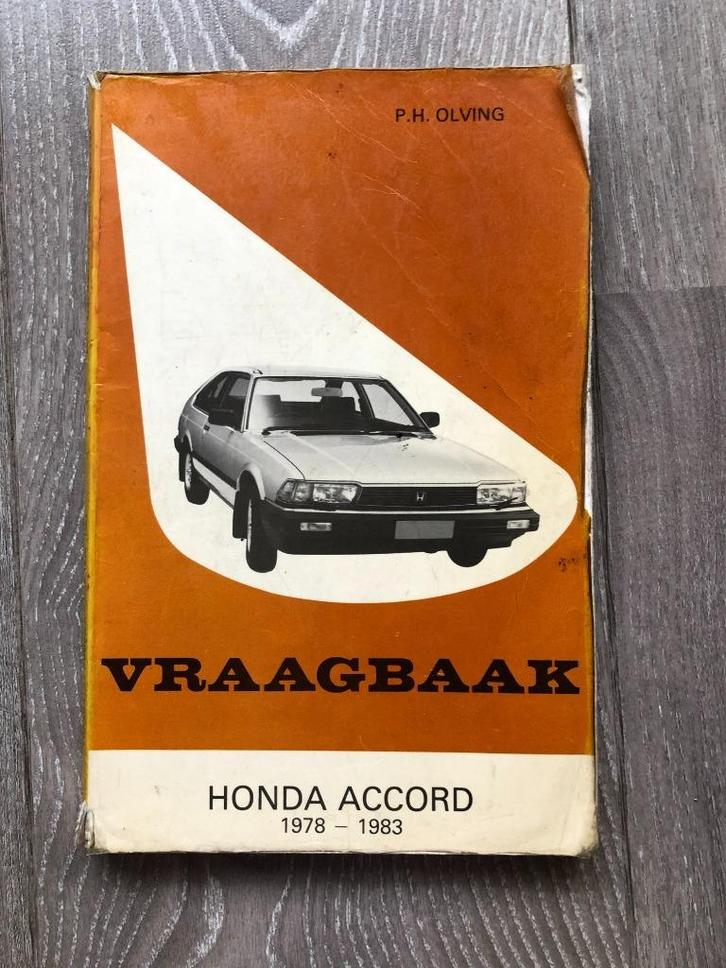 P.H. OLVING
VRAAGBAAK
HONDA ACCORD
1978 – 1983